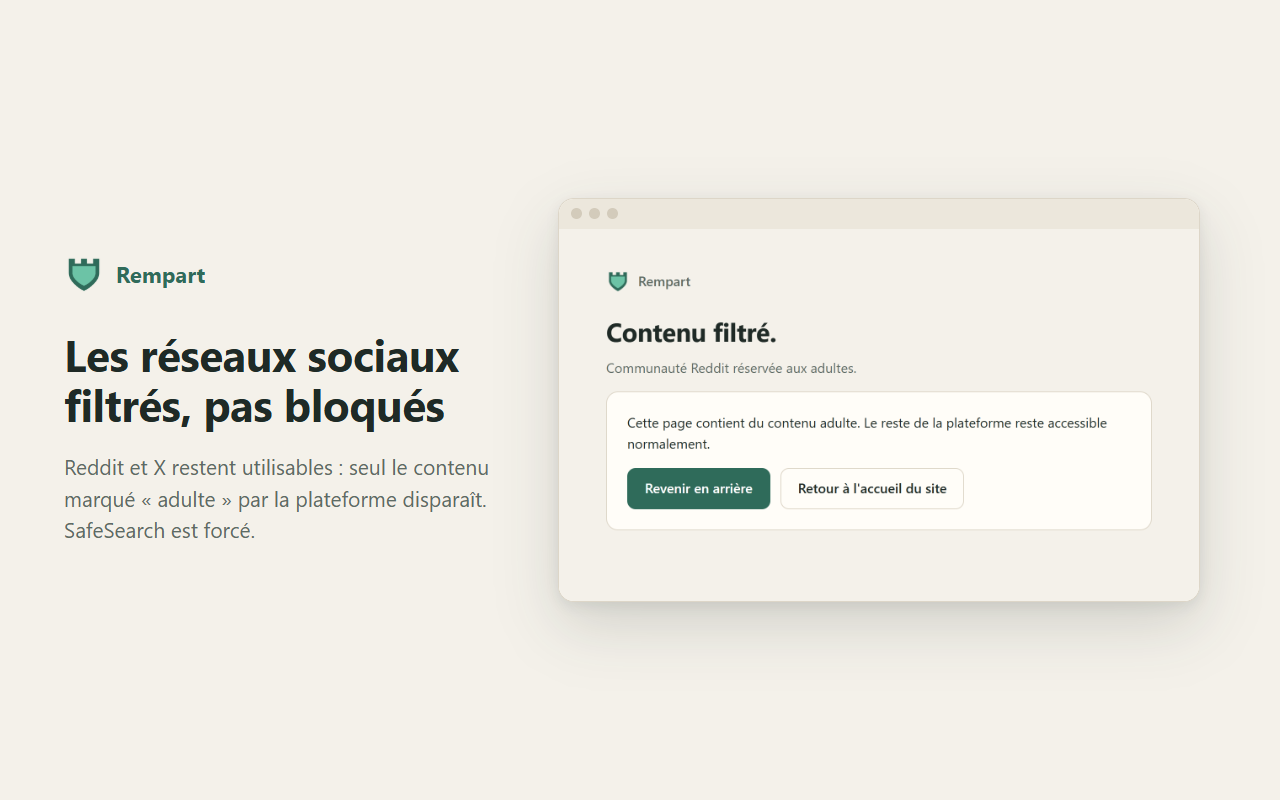 Rempart
Les réseaux sociaux
filtrés, pas bloqués
Reddit et X restent utilisables : seul le contenu
marqué « adulte » par la plateforme disparaît.
SafeSearch est forcé.
Rempart
Contenu filtré.
Communauté Reddit réservée aux adultes.
Cette page contient du contenu adulte. Le reste de la plateforme reste accessible
normalement.
Revenir en arrière
Retour à l'accueil du site